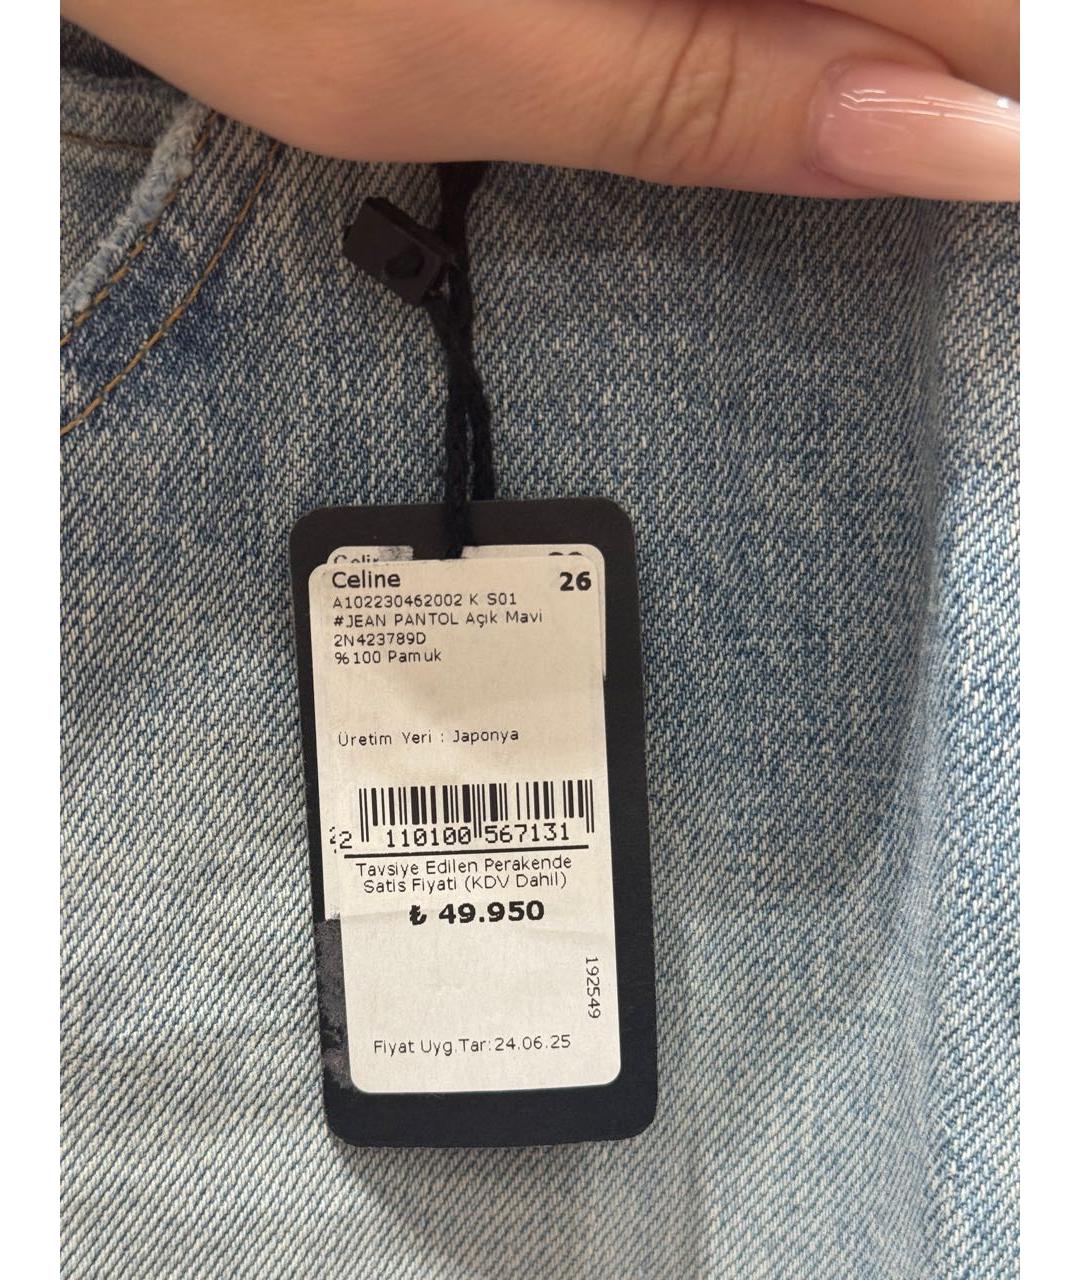 Celine 26
A102230462002 K S01
#JEAN PANTOL Açık Mavi
2N423789D
%100 Pamuk
Üretim Yeri : Japonya
2 110100 567131
Tavsiye Edilen Perakende
Satis Fiyati (KDV Dahil)
₺ 49.950
192549
Fiyat Uyg.Tar:24.06.25